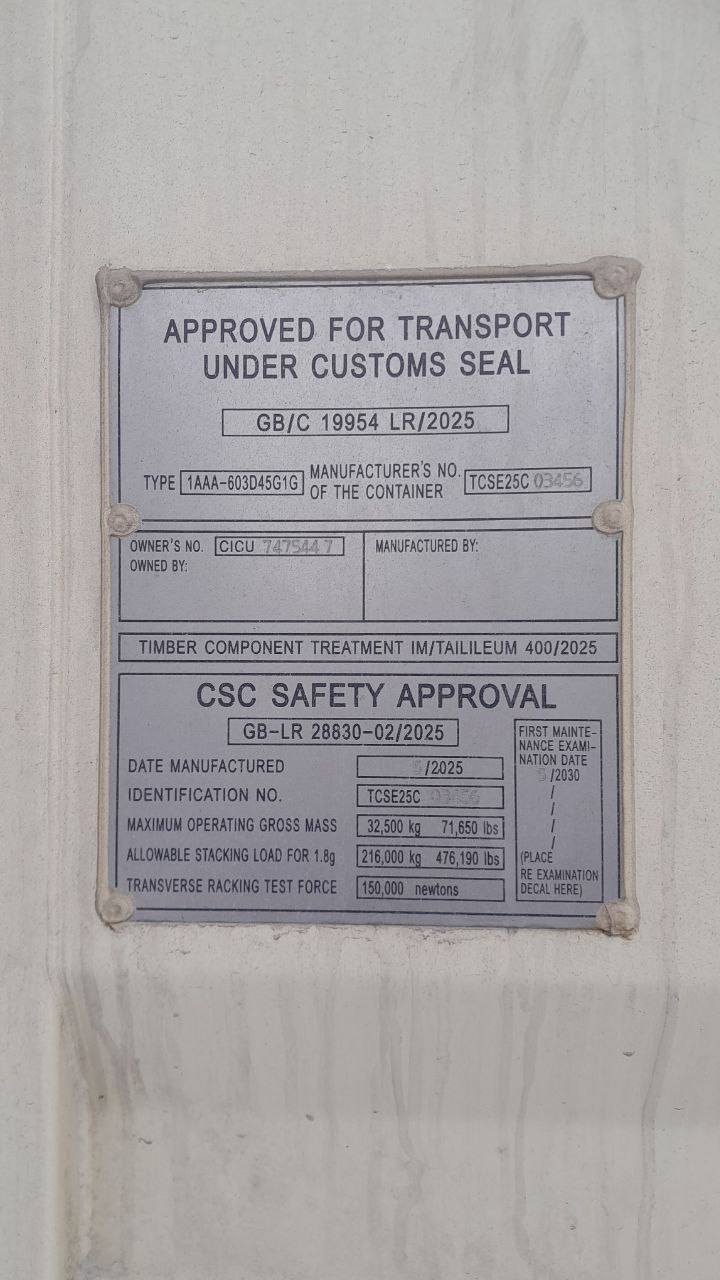 APPROVED FOR TRANSPORT
UNDER CUSTOMS SEAL
GB/C 19954 LR/2025
TYPE 1AAA-603D45G1G MANUFACTURER'S NO.
OF THE CONTAINER TCSE25C 03456
OWNER'S NO. CICU 747544 7
OWNED BY:
MANUFACTURED BY:
TIMBER COMPONENT TREATMENT IM/TAILILEUM 400/2025
CSC SAFETY APPROVAL
GB-LR 28830-02/2025
DATE MANUFACTURED 5/2025
IDENTIFICATION NO. TCSE25C 03456
MAXIMUM OPERATING GROSS MASS 32,500 kg 71,650 lbs
ALLOWABLE STACKING LOAD FOR 1.8g 216,000 kg 476,190 lbs
TRANSVERSE RACKING TEST FORCE 150,000 newtons
FIRST MAINTE-
NANCE EXAMI-
NATION DATE
5/2030
/
/
/
/
(PLACE
RE EXAMINATION
DECAL HERE)